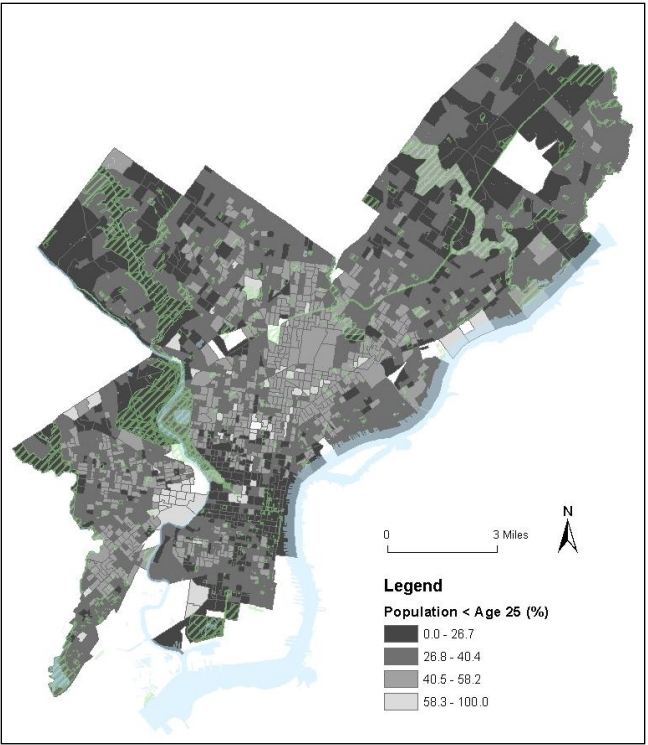 N
0 3 Miles
Legend
Population < Age 25 (%)
0.0 - 26.7
26.8 - 40.4
40.5 - 58.2
58.3 - 100.0